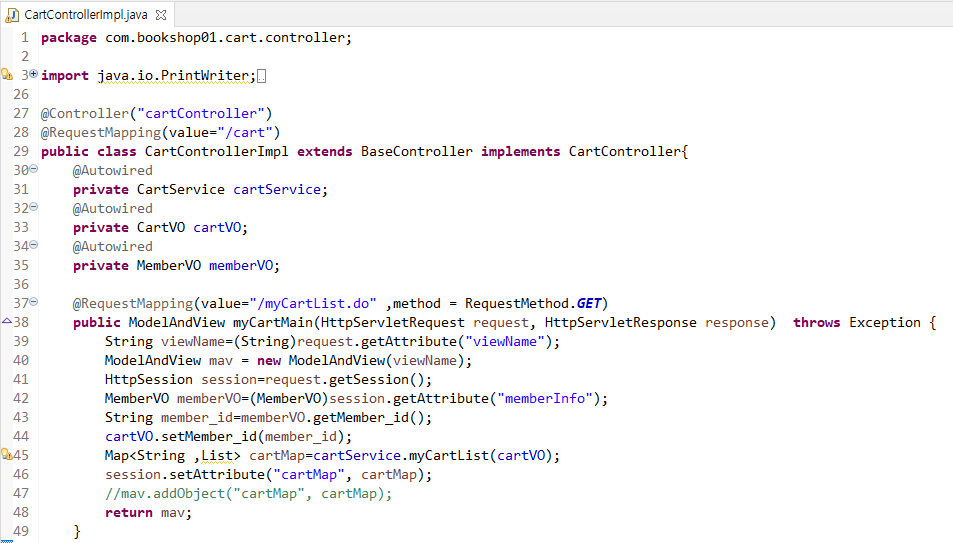 CartControllerImpl.java
1 package com.bookshop01.cart.controller;
2
3 import java.io.PrintWriter;
26
27 @Controller("cartController")
28 @RequestMapping(value="/cart")
29 public class CartControllerImpl extends BaseController implements CartController{
30 @Autowired
31 private CartService cartService;
32 @Autowired
33 private CartVO cartVO;
34 @Autowired
35 private MemberVO memberVO;
36
37 @RequestMapping(value="/myCartList.do" ,method = RequestMethod.GET)
38 public ModelAndView myCartMain(HttpServletRequest request, HttpServletResponse response)  throws Exception {
39 String viewName=(String)request.getAttribute("viewName");
40 ModelAndView mav = new ModelAndView(viewName);
41 HttpSession session=request.getSession();
42 MemberVO memberVO=(MemberVO)session.getAttribute("memberInfo");
43 String member_id=memberVO.getMember_id();
44 cartVO.setMember_id(member_id);
45 Map<String ,List> cartMap=cartService.myCartList(cartVO);
46 session.setAttribute("cartMap", cartMap);
47 //mav.addObject("cartMap", cartMap);
48 return mav;
49 }